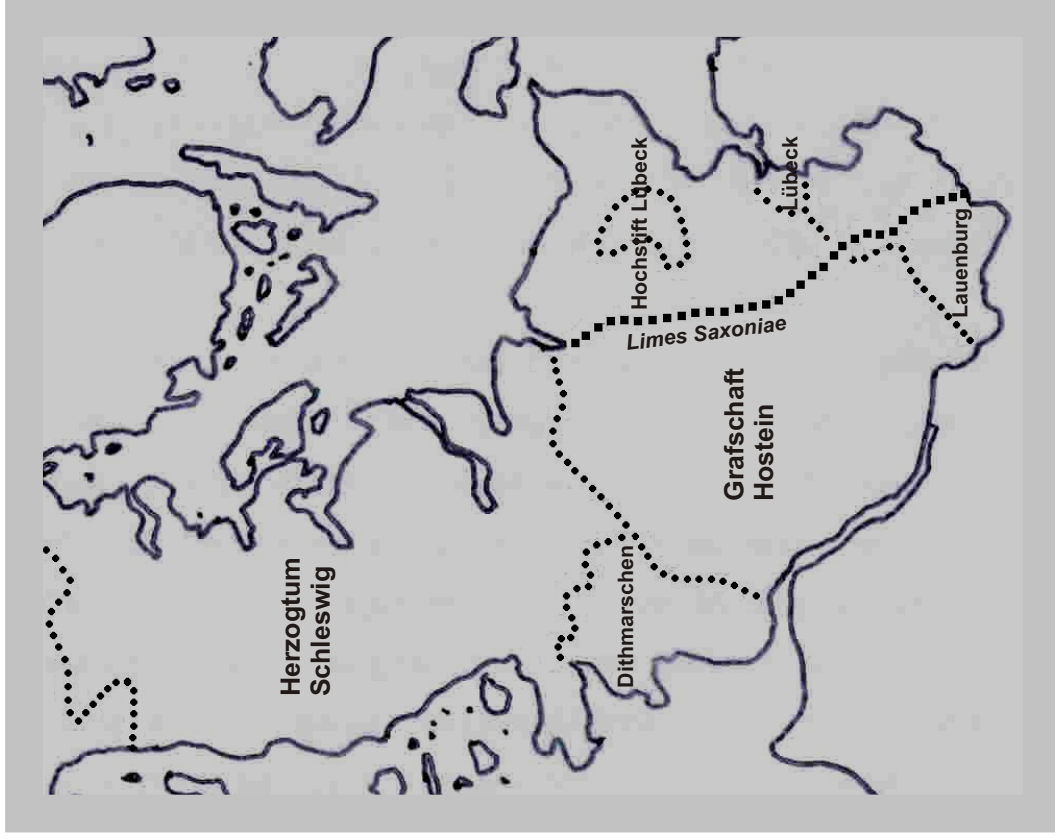 Herzogtum
Schleswig
Dithmarschen
Grafschaft
Hostein
Limes Saxoniae
Hochstift Lübeck
Lübeck
Lauenburg